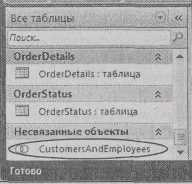 Все таблицы
Поиск...
OrderDetails
OrderDetails : таблица
OrderStatus
OrderStatus : таблица
Несвязанные объекты
CustomersAndEmployees
Готово